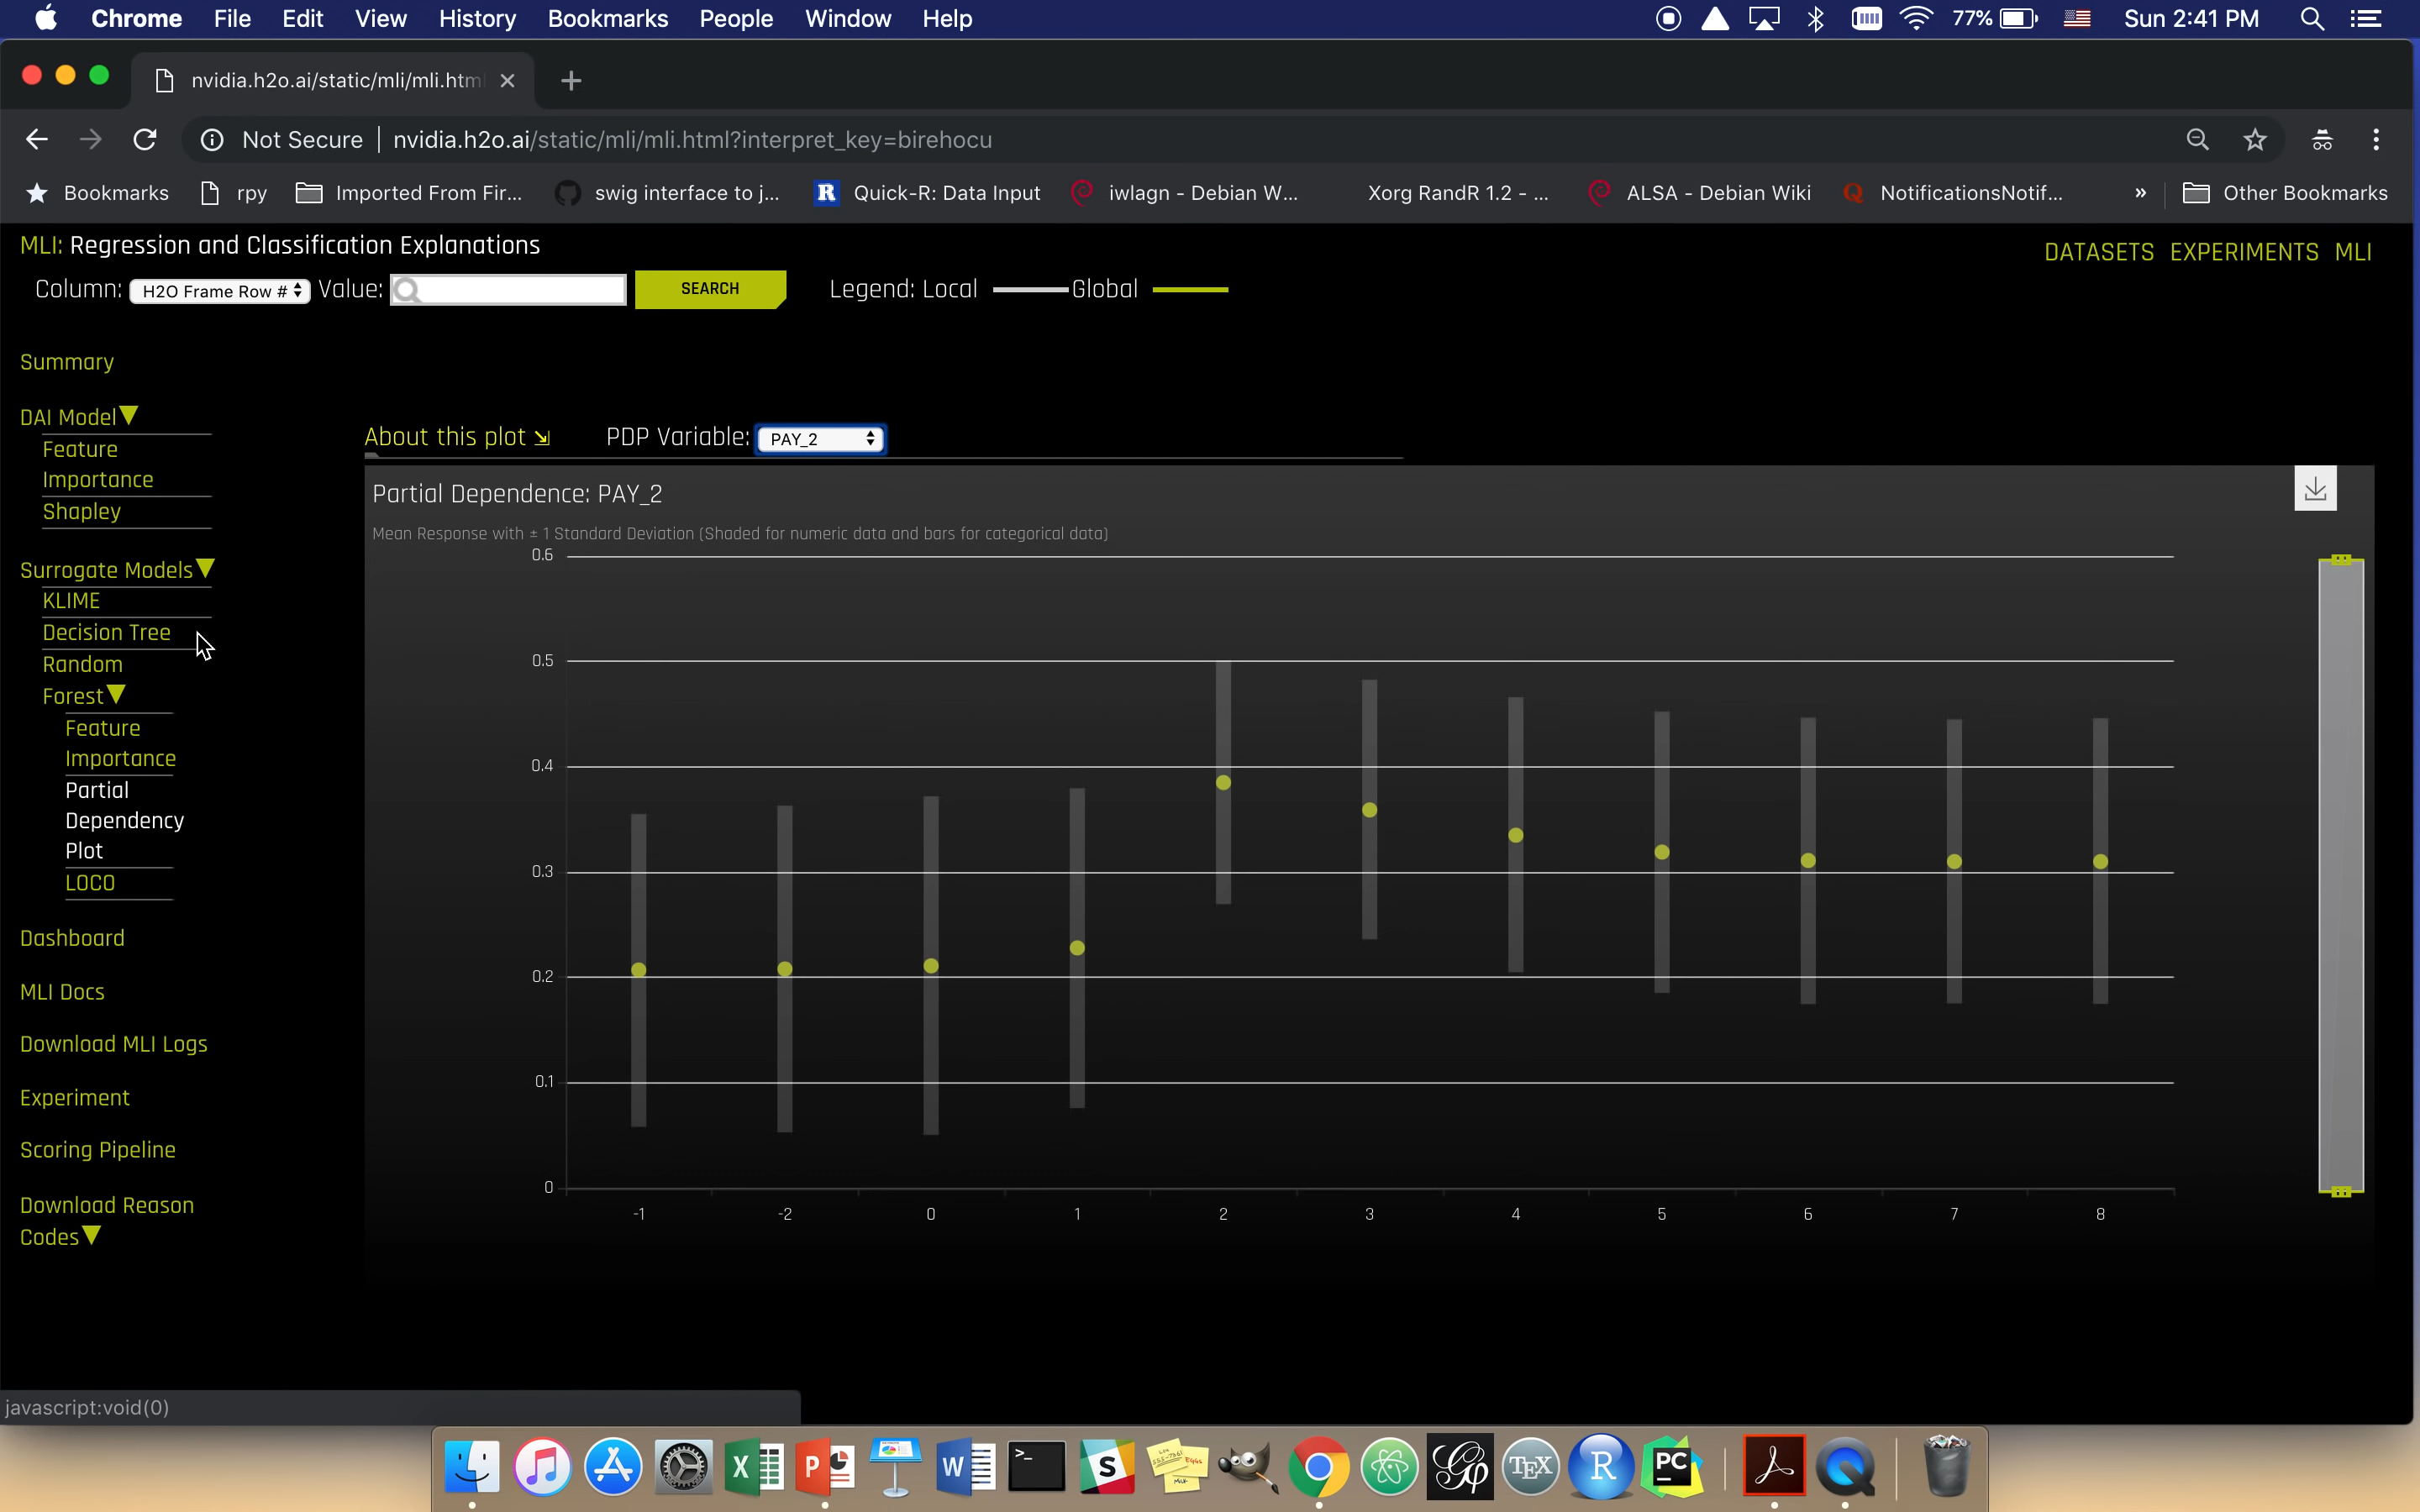 Chrome File Edit View History Bookmarks People Window Help 77% Sun 2:41 PM
nvidia.h2o.ai/static/mli/mli.html
Not Secure nvidia.h2o.ai/static/mli/mli.html?interpret_key=birehocu
Bookmarks rpy Imported From Fir... swig interface to j... R Quick-R: Data Input iwlagn - Debian W... Xorg RandR 1.2 - ... ALSA - Debian Wiki NotificationsNotif... » Other Bookmarks
MLI: Regression and Classification Explanations
DATASETS EXPERIMENTS MLI
Column: H2O Frame Row # Value: SEARCH Legend: Local Global
Summary
DAI Model
Feature
Importance
Shapley
Surrogate Models
KLIME
Decision Tree
Random
Forest
Feature
Importance
Partial
Dependency
Plot
LOCO
Dashboard
MLI Docs
Download MLI Logs
Experiment
Scoring Pipeline
Download Reason
Codes
About this plot PDP Variable: PAY_2
Partial Dependence: PAY_2
Mean Response with ± 1 Standard Deviation (Shaded for numeric data and bars for categorical data)
0.6
0.5
0.4
0.3
0.2
0.1
0
-1 -2 0 1 2 3 4 5 6 7 8
javascript:void(0)
X P W >_ S TEX R PC